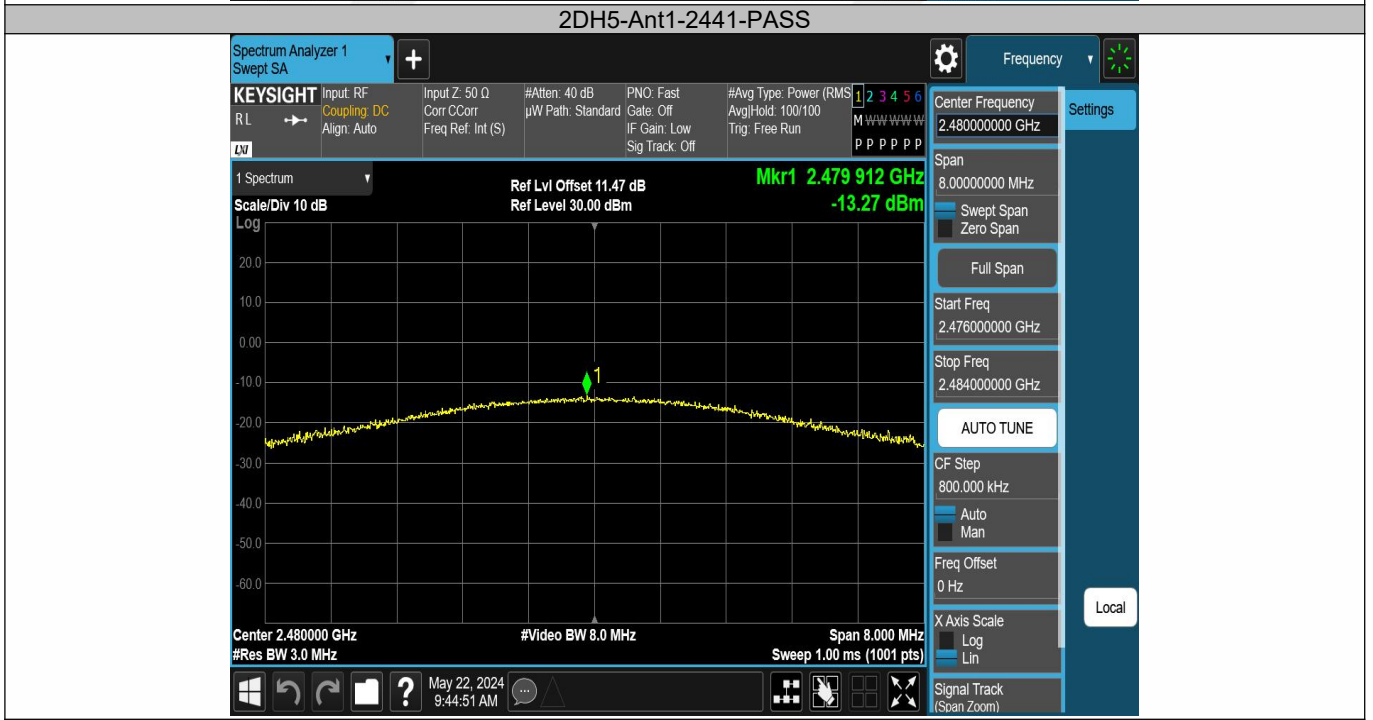 2DH5-Ant1-2441-PASS
Spectrum Analyzer 1
Swept SA
+
Frequency
KEYSIGHT
RL
LXI
Input: RF
Coupling: DC
Align: Auto
Input Z: 50 Ω
Corr CCorr
Freq Ref: Int (S)
#Atten: 40 dB
µW Path: Standard
PNO: Fast
Gate: Off
IF Gain: Low
Sig Track: Off
#Avg Type: Power (RMS
Avg|Hold: 100/100
Trig: Free Run
1 2 3 4 5 6
M W W W W W
P P P P P P
1 Spectrum
Scale/Div 10 dB
Ref Lvl Offset 11.47 dB
Ref Level 30.00 dBm
Mkr1 2.479 912 GHz
-13.27 dBm
Log
20.0
10.0
0.00
-10.0
-20.0
-30.0
-40.0
-50.0
-60.0
1
Center 2.480000 GHz
#Res BW 3.0 MHz
#Video BW 8.0 MHz
Span 8.000 MHz
Sweep 1.00 ms (1001 pts)
Center Frequency
2.480000000 GHz
Settings
Span
8.00000000 MHz
Swept Span
Zero Span
Full Span
Start Freq
2.476000000 GHz
Stop Freq
2.484000000 GHz
AUTO TUNE
CF Step
800.000 kHz
Auto
Man
Freq Offset
0 Hz
X Axis Scale
Log
Lin
Local
Signal Track
(Span Zoom)
?
May 22, 2024
9:44:51 AM